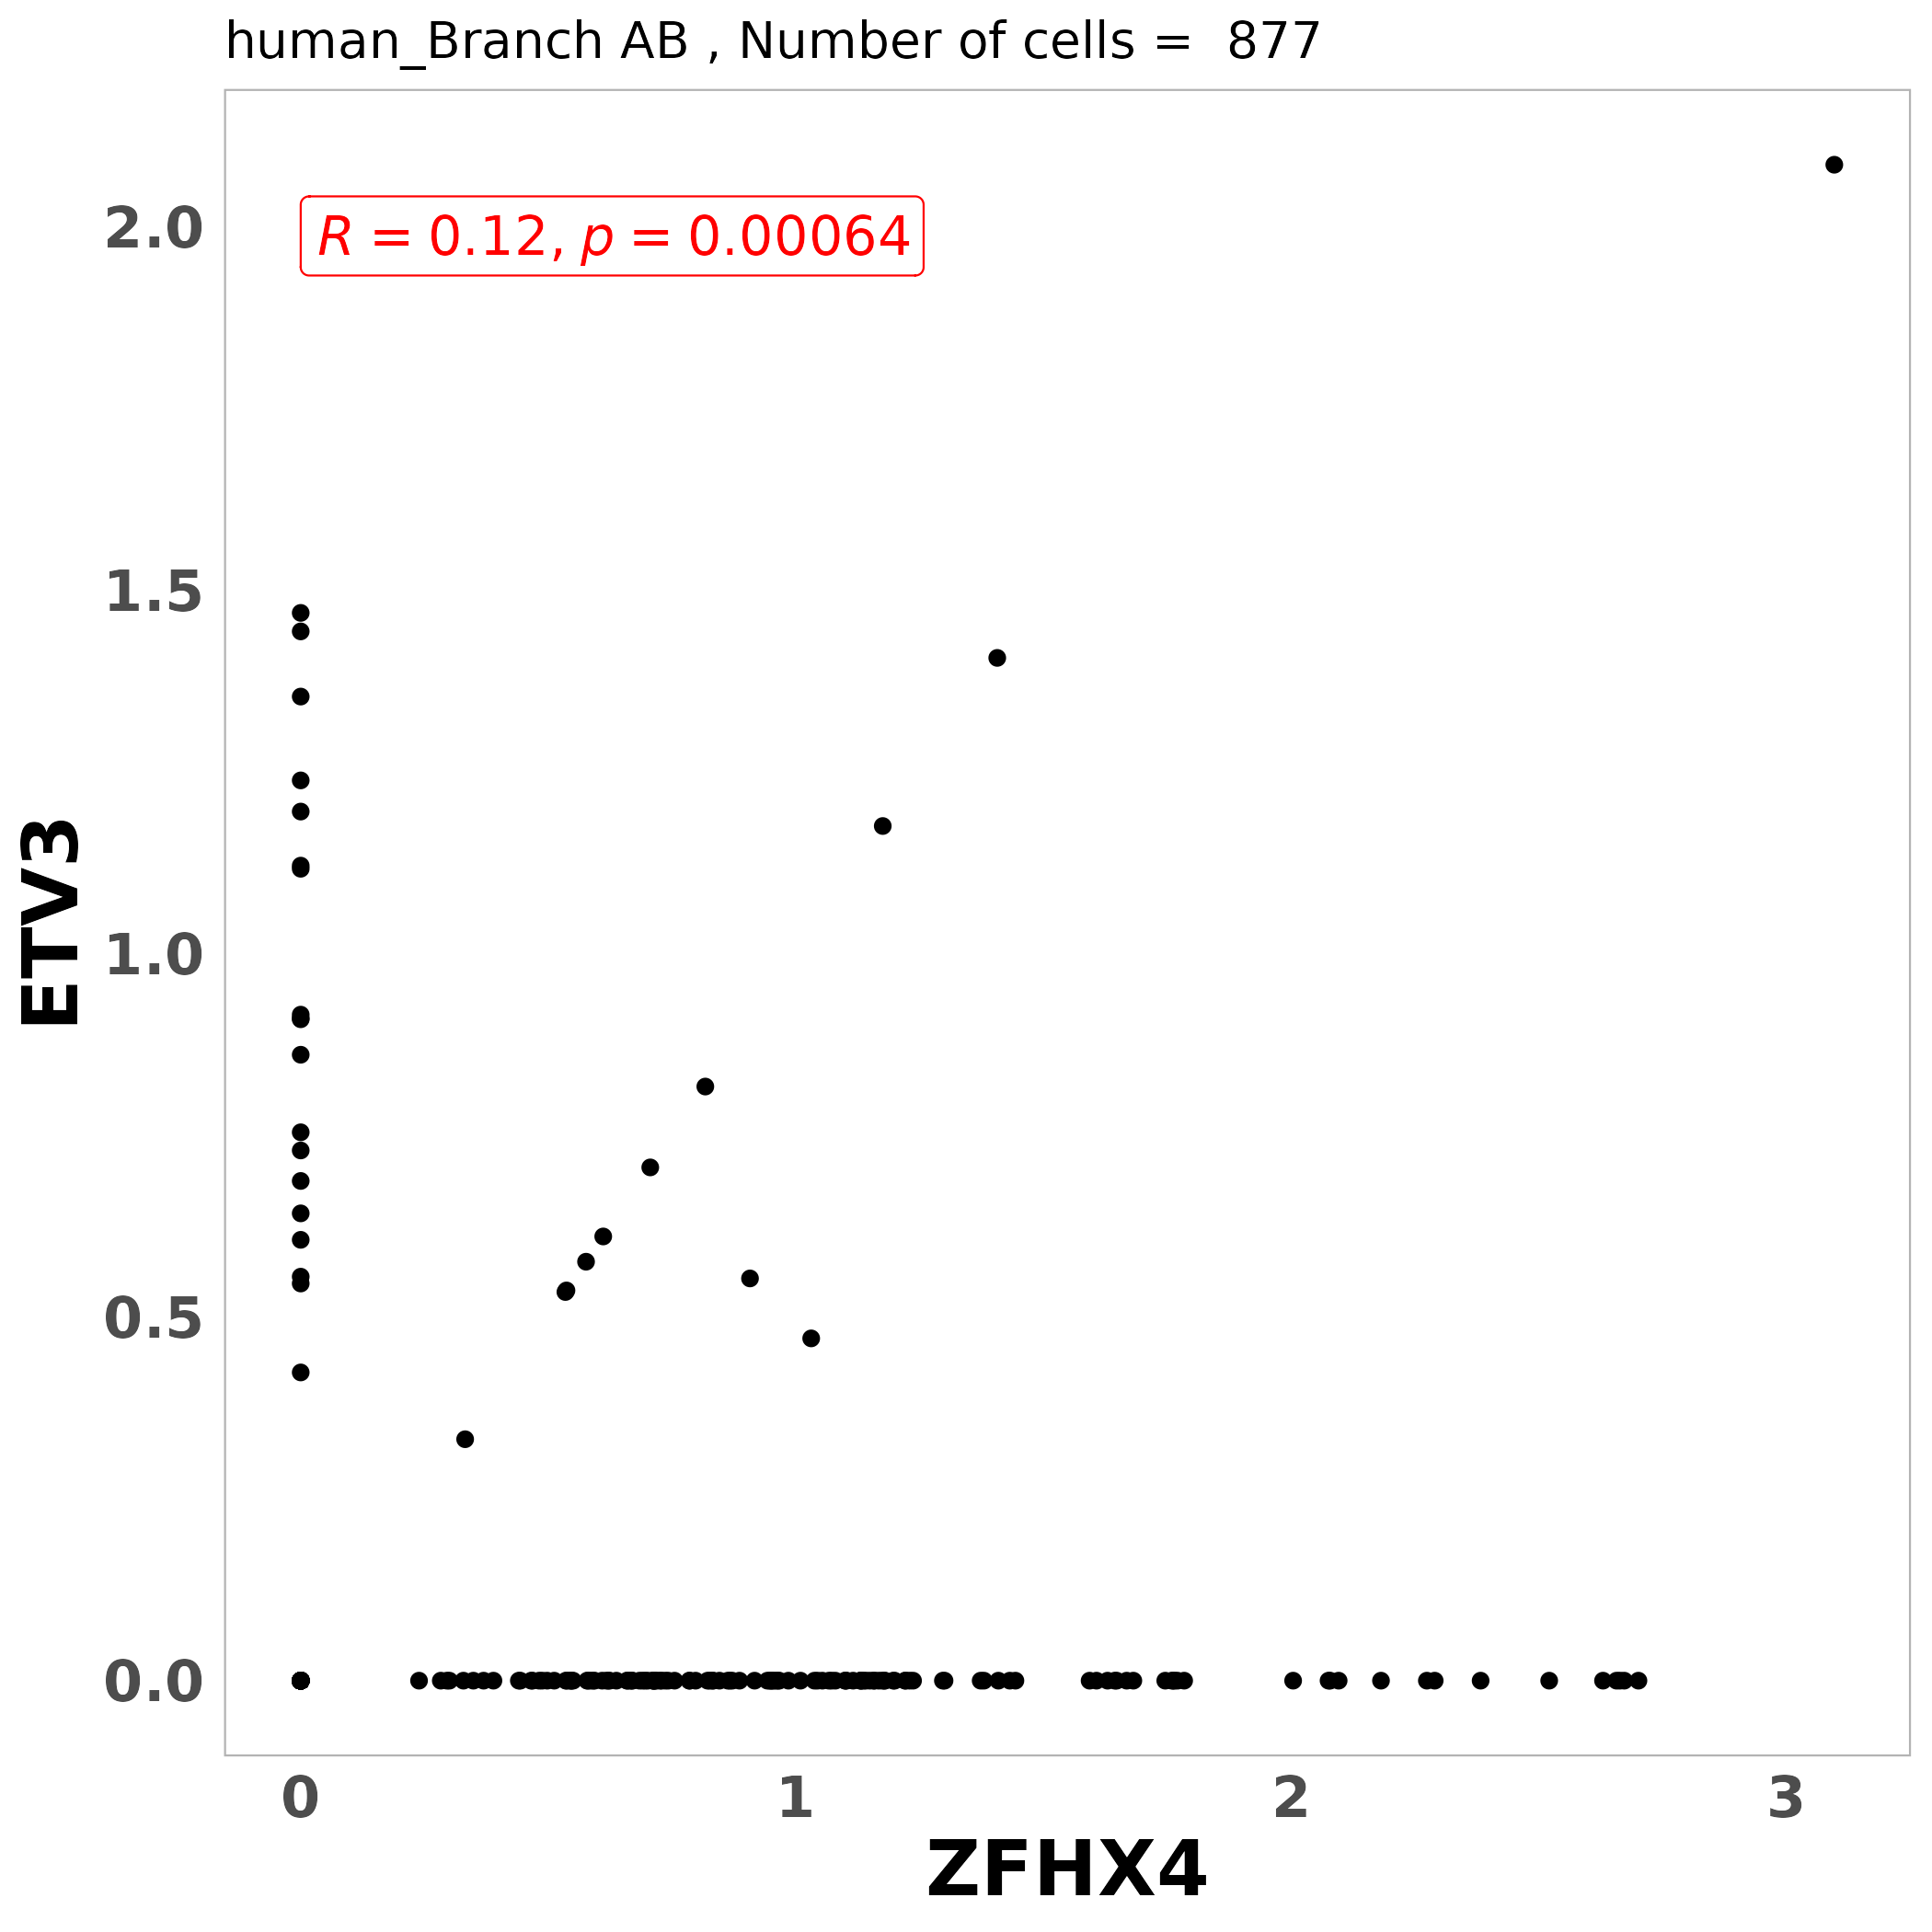 human_Branch AB , Number of cells =  877
R = 0.12, p = 0.00064
2.0
1.5
1.0
0.5
0.0
ETV3
0 1 2 3
ZFHX4